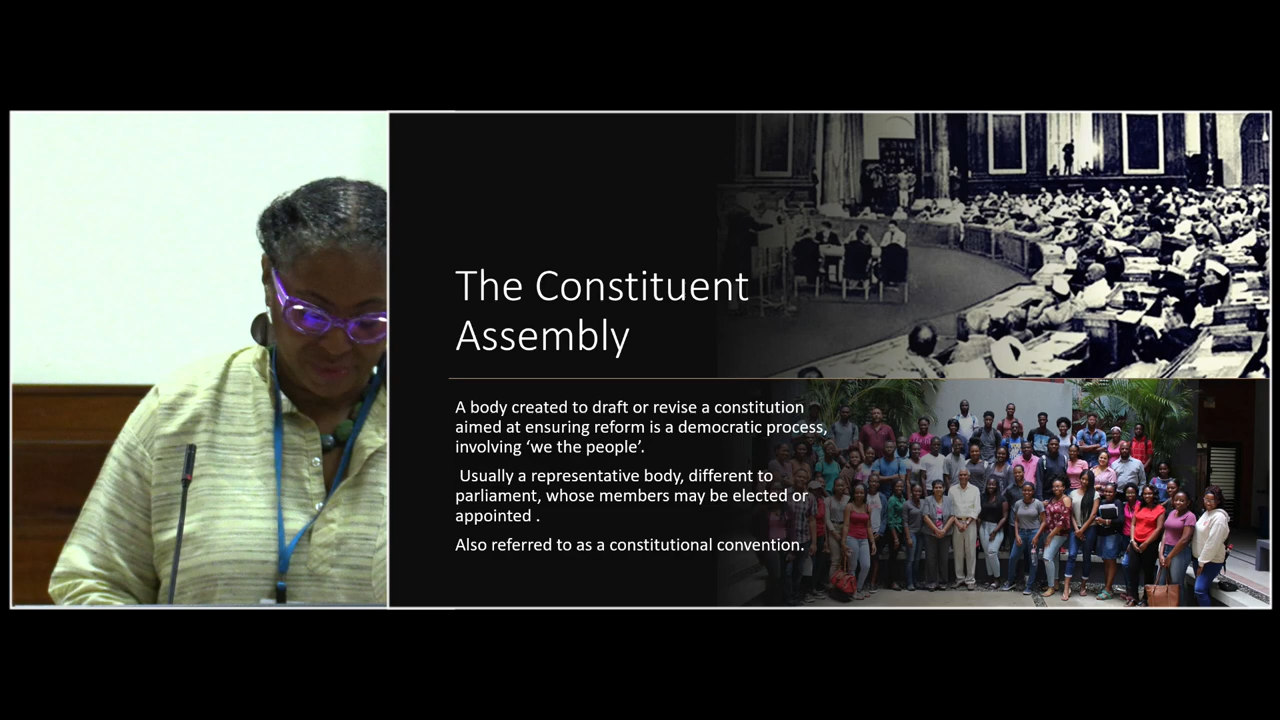 The Constituent
Assembly
A body created to draft or revise a constitution
aimed at ensuring reform is a democratic process,
involving ‘we the people’.
Usually a representative body, different to
parliament, whose members may be elected or
appointed .
Also referred to as a constitutional convention.